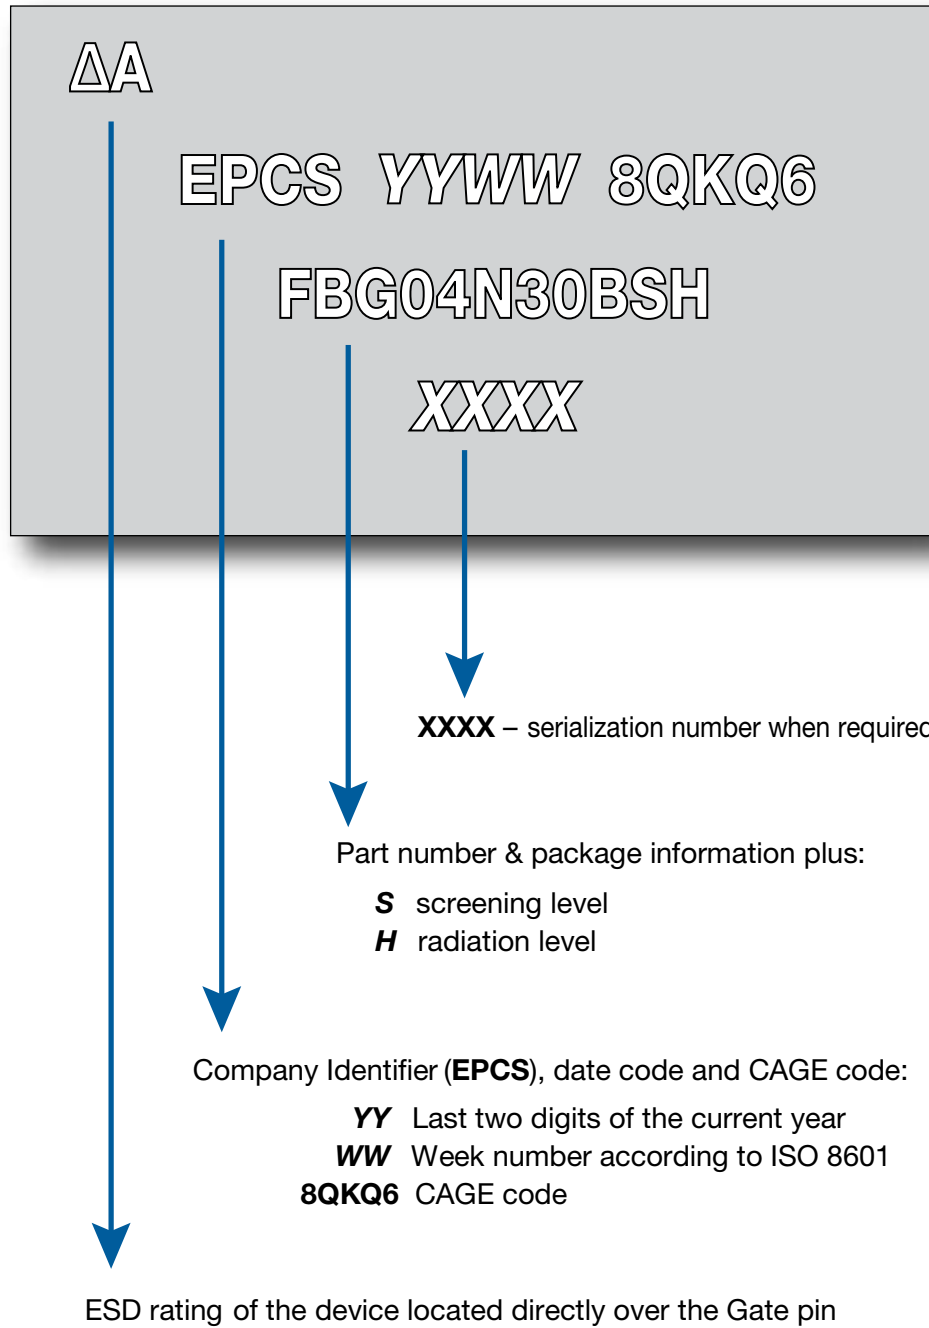 ΔA
EPCS YYWW 8QKQ6
FBG04N30BSH
XXXX
XXXX – serialization number when required
Part number & package information plus:
S screening level
H radiation level
Company Identifier (EPCS), date code and CAGE code:
YY Last two digits of the current year
WW Week number according to ISO 8601
8QKQ6 CAGE code
ESD rating of the device located directly over the Gate pin